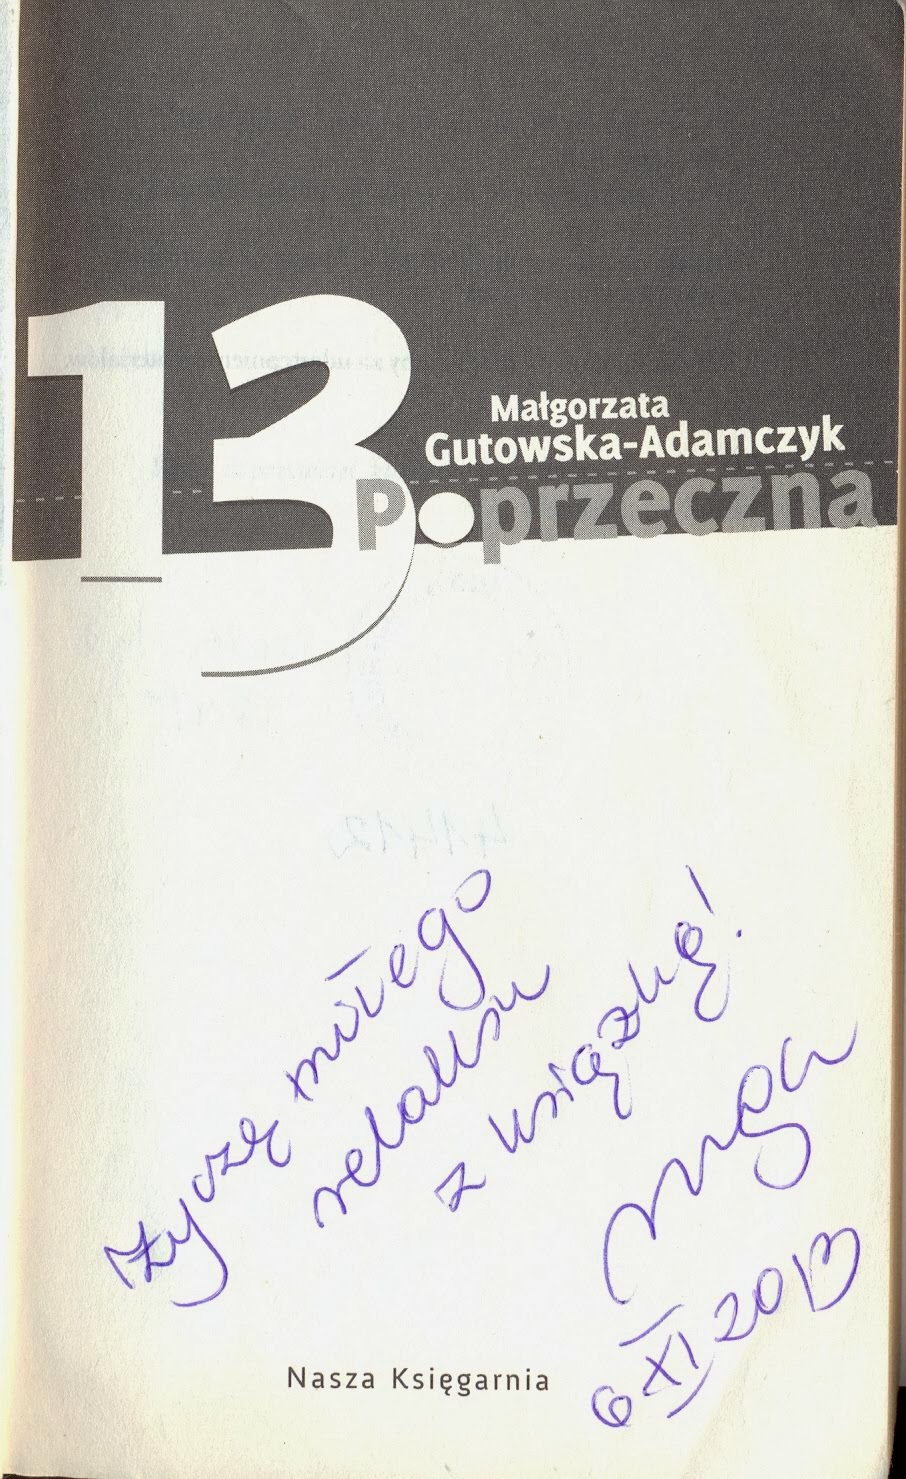 13
Małgorzata
Gutowska-Adamczyk
Poprzeczna
Życzę miłego
relaksu
z książką!
6 XI 2013
Nasza Księgarnia